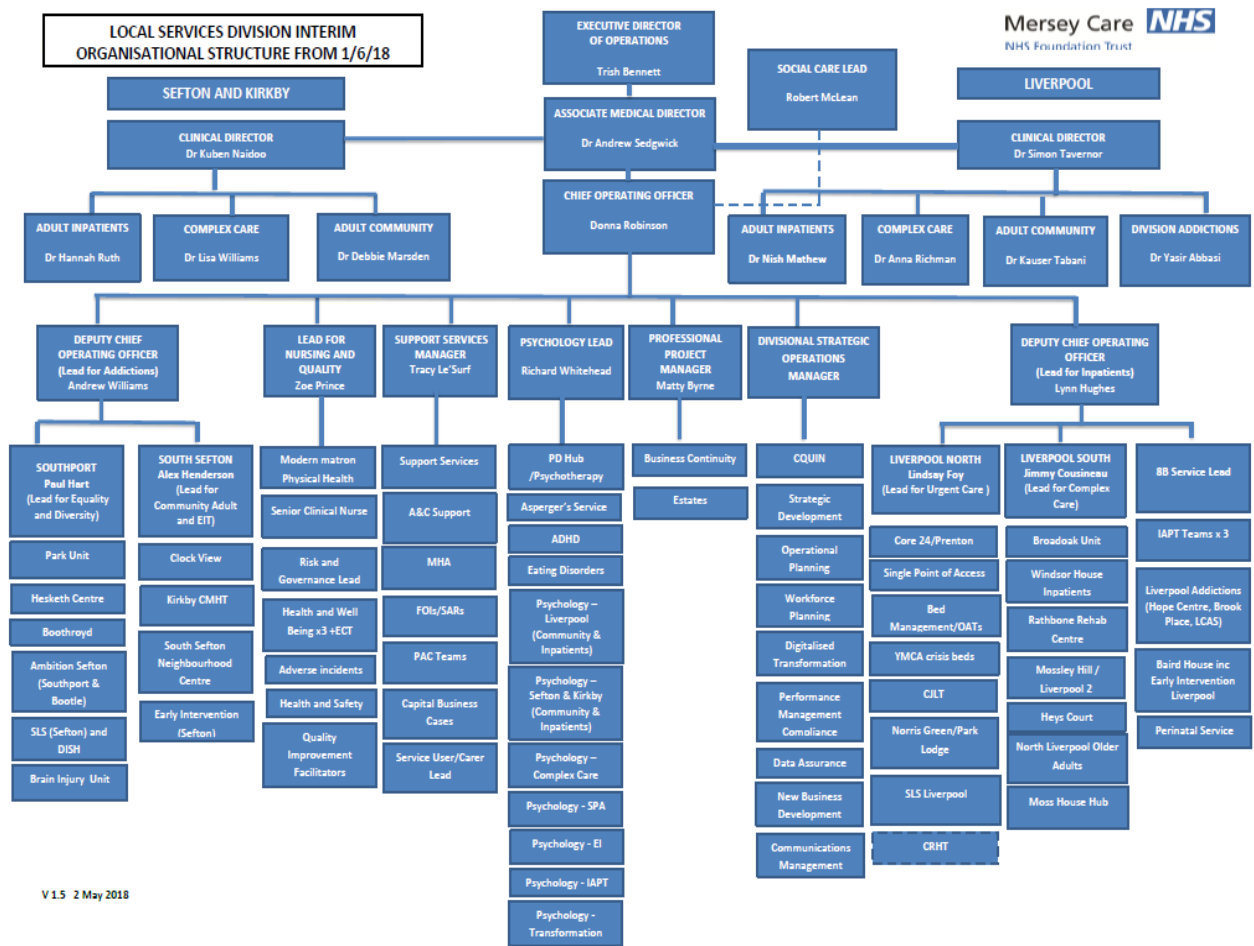 LOCAL SERVICES DIVISION INTERIM
ORGANISATIONAL STRUCTURE FROM 1/6/18
Mersey Care NHS
NHS Foundation Trust
EXECUTIVE DIRECTOR
OF OPERATIONS
Trish Bennett
SOCIAL CARE LEAD
Robert McLean
SEFTON AND KIRKBY
LIVERPOOL
ASSOCIATE MEDICAL DIRECTOR
Dr Andrew Sedgwick
CLINICAL DIRECTOR
Dr Kuben Naidoo
CLINICAL DIRECTOR
Dr Simon Tavernor
CHIEF OPERATING OFFICER
Donna Robinson
ADULT INPATIENTS
Dr Hannah Ruth
COMPLEX CARE
Dr Lisa Williams
ADULT COMMUNITY
Dr Debbie Marsden
ADULT INPATIENTS
Dr Nish Mathew
COMPLEX CARE
Dr Anna Richman
ADULT COMMUNITY
Dr Kauser Tabani
DIVISION ADDICTIONS
Dr Yasir Abbasi
DEPUTY CHIEF
OPERATING OFFICER
(Lead for Addictions)
Andrew Williams
LEAD FOR
NURSING AND
QUALITY
Zoe Prince
SUPPORT SERVICES
MANAGER
Tracy Le'Surf
PSYCHOLOGY LEAD
Richard Whitehead
PROFESSIONAL
PROJECT
MANAGER
Matty Byrne
DIVISIONAL STRATEGIC
OPERATIONS
MANAGER
DEPUTY CHIEF OPERATING
OFFICER
(Lead for Inpatients)
Lynn Hughes
SOUTHPORT
Paul Hart
(Lead for Equality
and Diversity)
Park Unit
Hesketh Centre
Boothroyd
Ambition Sefton
(Southport &
Bootle)
SLS (Sefton) and
DISH
Brain Injury Unit
SOUTH SEFTON
Alex Henderson
(Lead for
Community Adult
and EIT)
Clock View
Kirkby CMHT
South Sefton
Neighbourhood
Centre
Early Intervention
(Sefton)
Modern matron
Physical Health
Senior Clinical Nurse
Risk and
Governance Lead
Health and Well
Being x3 +ECT
Adverse incidents
Health and Safety
Quality
Improvement
Facilitators
Support Services
A&C Support
MHA
FOIs/SARs
PAC Teams
Capital Business
Cases
Service User/Carer
Lead
PD Hub
/Psychotherapy
Asperger's Service
ADHD
Eating Disorders
Psychology –
Liverpool
(Community &
Inpatients)
Psychology –
Sefton & Kirkby
(Community &
Inpatients)
Psychology –
Complex Care
Psychology - SPA
Psychology - EI
Psychology - IAPT
Psychology -
Transformation
Business Continuity
Estates
CQUIN
Strategic
Development
Operational
Planning
Workforce
Planning
Digitalised
Transformation
Performance
Management
Compliance
Data Assurance
New Business
Development
Communications
Management
LIVERPOOL NORTH
Lindsay Foy
(Lead for Urgent Care )
Core 24/Prenton
Single Point of Access
Bed
Management/OATs
YMCA crisis beds
CJLT
Norris Green/Park
Lodge
SLS Liverpool
CRHT
LIVERPOOL SOUTH
Jimmy Cousineau
(Lead for Complex
Care)
Broadoak Unit
Windsor House
Inpatients
Rathbone Rehab
Centre
Mossley Hill /
Liverpool 2
Heys Court
North Liverpool Older
Adults
Moss House Hub
8B Service Lead
IAPT Teams x 3
Liverpool Addictions
(Hope Centre, Brook
Place, LCAS)
Baird House inc
Early Intervention
Liverpool
Perinatal Service
V 1.5 2 May 2018